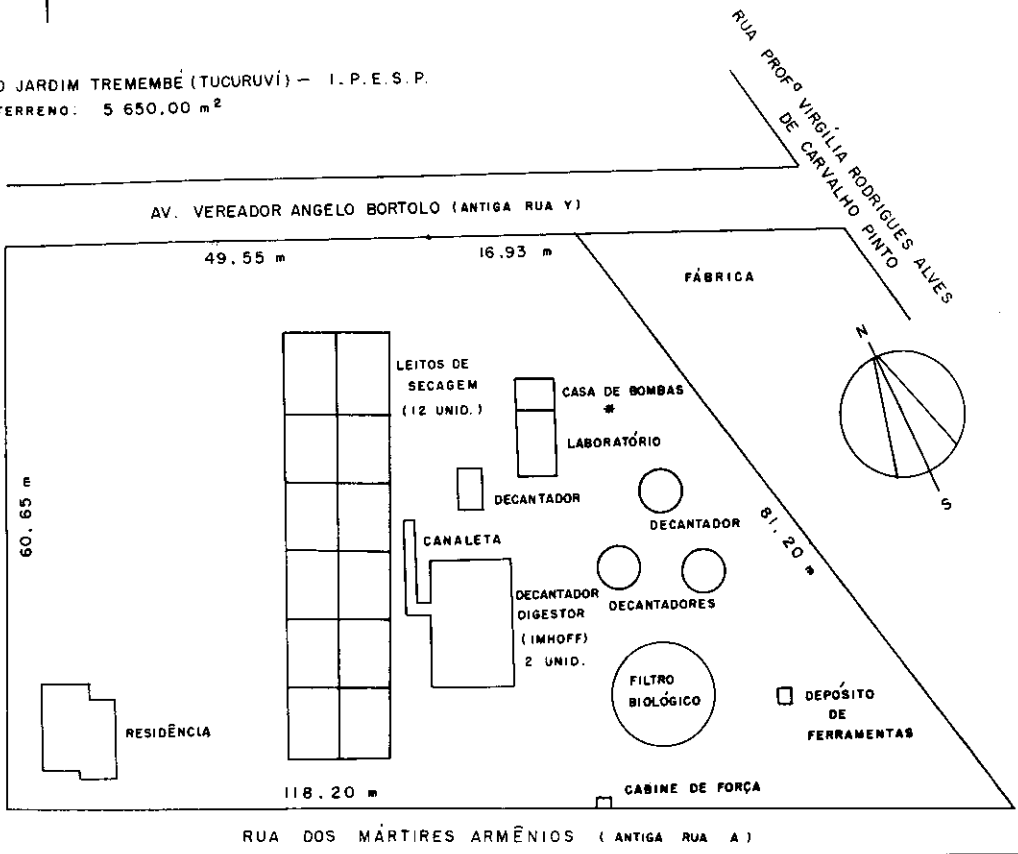 O JARDIM TREMEMBÉ (TUCURUVÍ) — I. P. E. S. P.
TERRENO: 5 650,00 m²
RUA PROFª VIRGÍLIA RODRIGUES ALVES
DE CARVALHO PINTO
AV. VEREADOR ANGELO BORTOLO (ANTIGA RUA Y)
49,55 m
16,93 m
FÁBRICA
N
S
LEITOS DE
SECAGEM
(12 UNID.)
CASA DE BOMBAS
*
LABORATÓRIO
DECANTADOR
DECANTADOR
60,65 m
81,20 m
CANALETA
DECANTADOR
DIGESTOR
(IMHOFF)
2 UNID.
DECANTADORES
FILTRO
BIOLÓGICO
DEPÓSITO
DE
FERRAMENTAS
RESIDÊNCIA
118,20 m
CABINE DE FORÇA
RUA DOS MÁRTIRES ARMÊNIOS (ANTIGA RUA A)